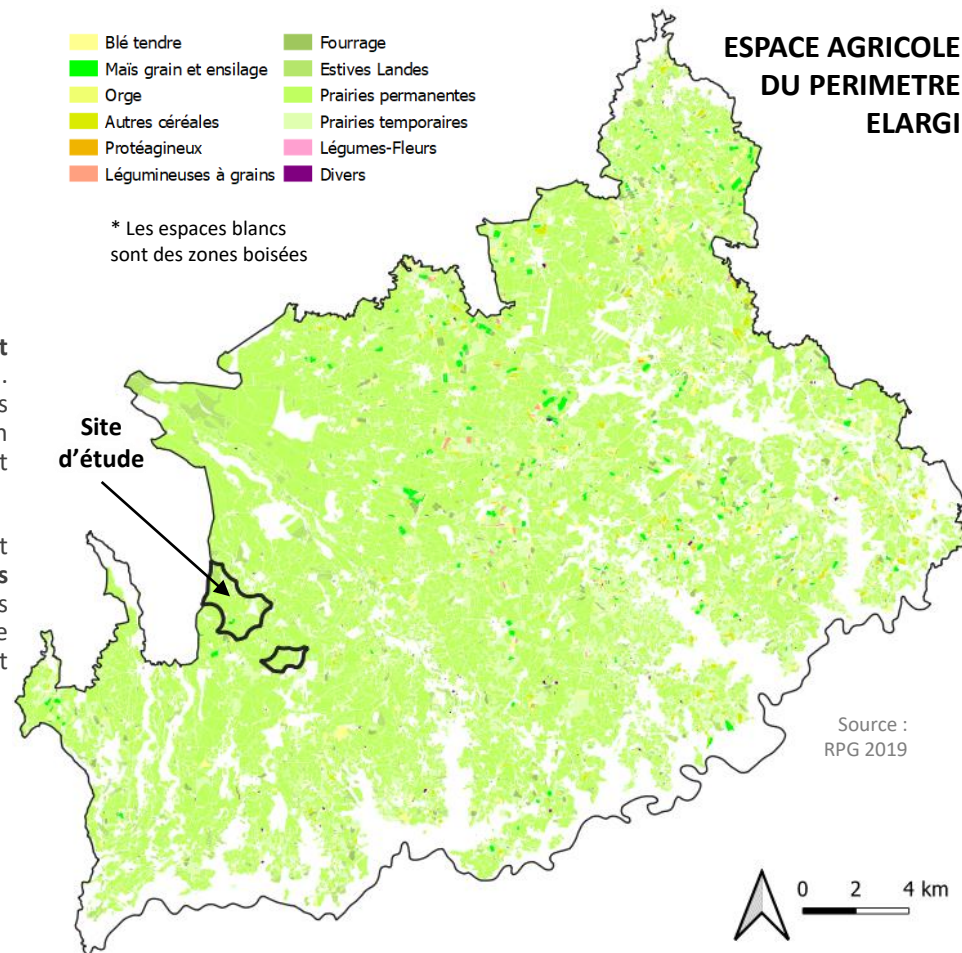 ESPACE AGRICOLE
DU PERIMETRE
ELARGI
Blé tendre
Maïs grain et ensilage
Orge
Autres céréales
Protéagineux
Légumineuses à grains
Fourrage
Estives Landes
Prairies permanentes
Prairies temporaires
Légumes-Fleurs
Divers
* Les espaces blancs
sont des zones boisées
t
.
s
n
t
t
s
s
e
t
Site
d'étude
Source :
RPG 2019
0 2 4 km